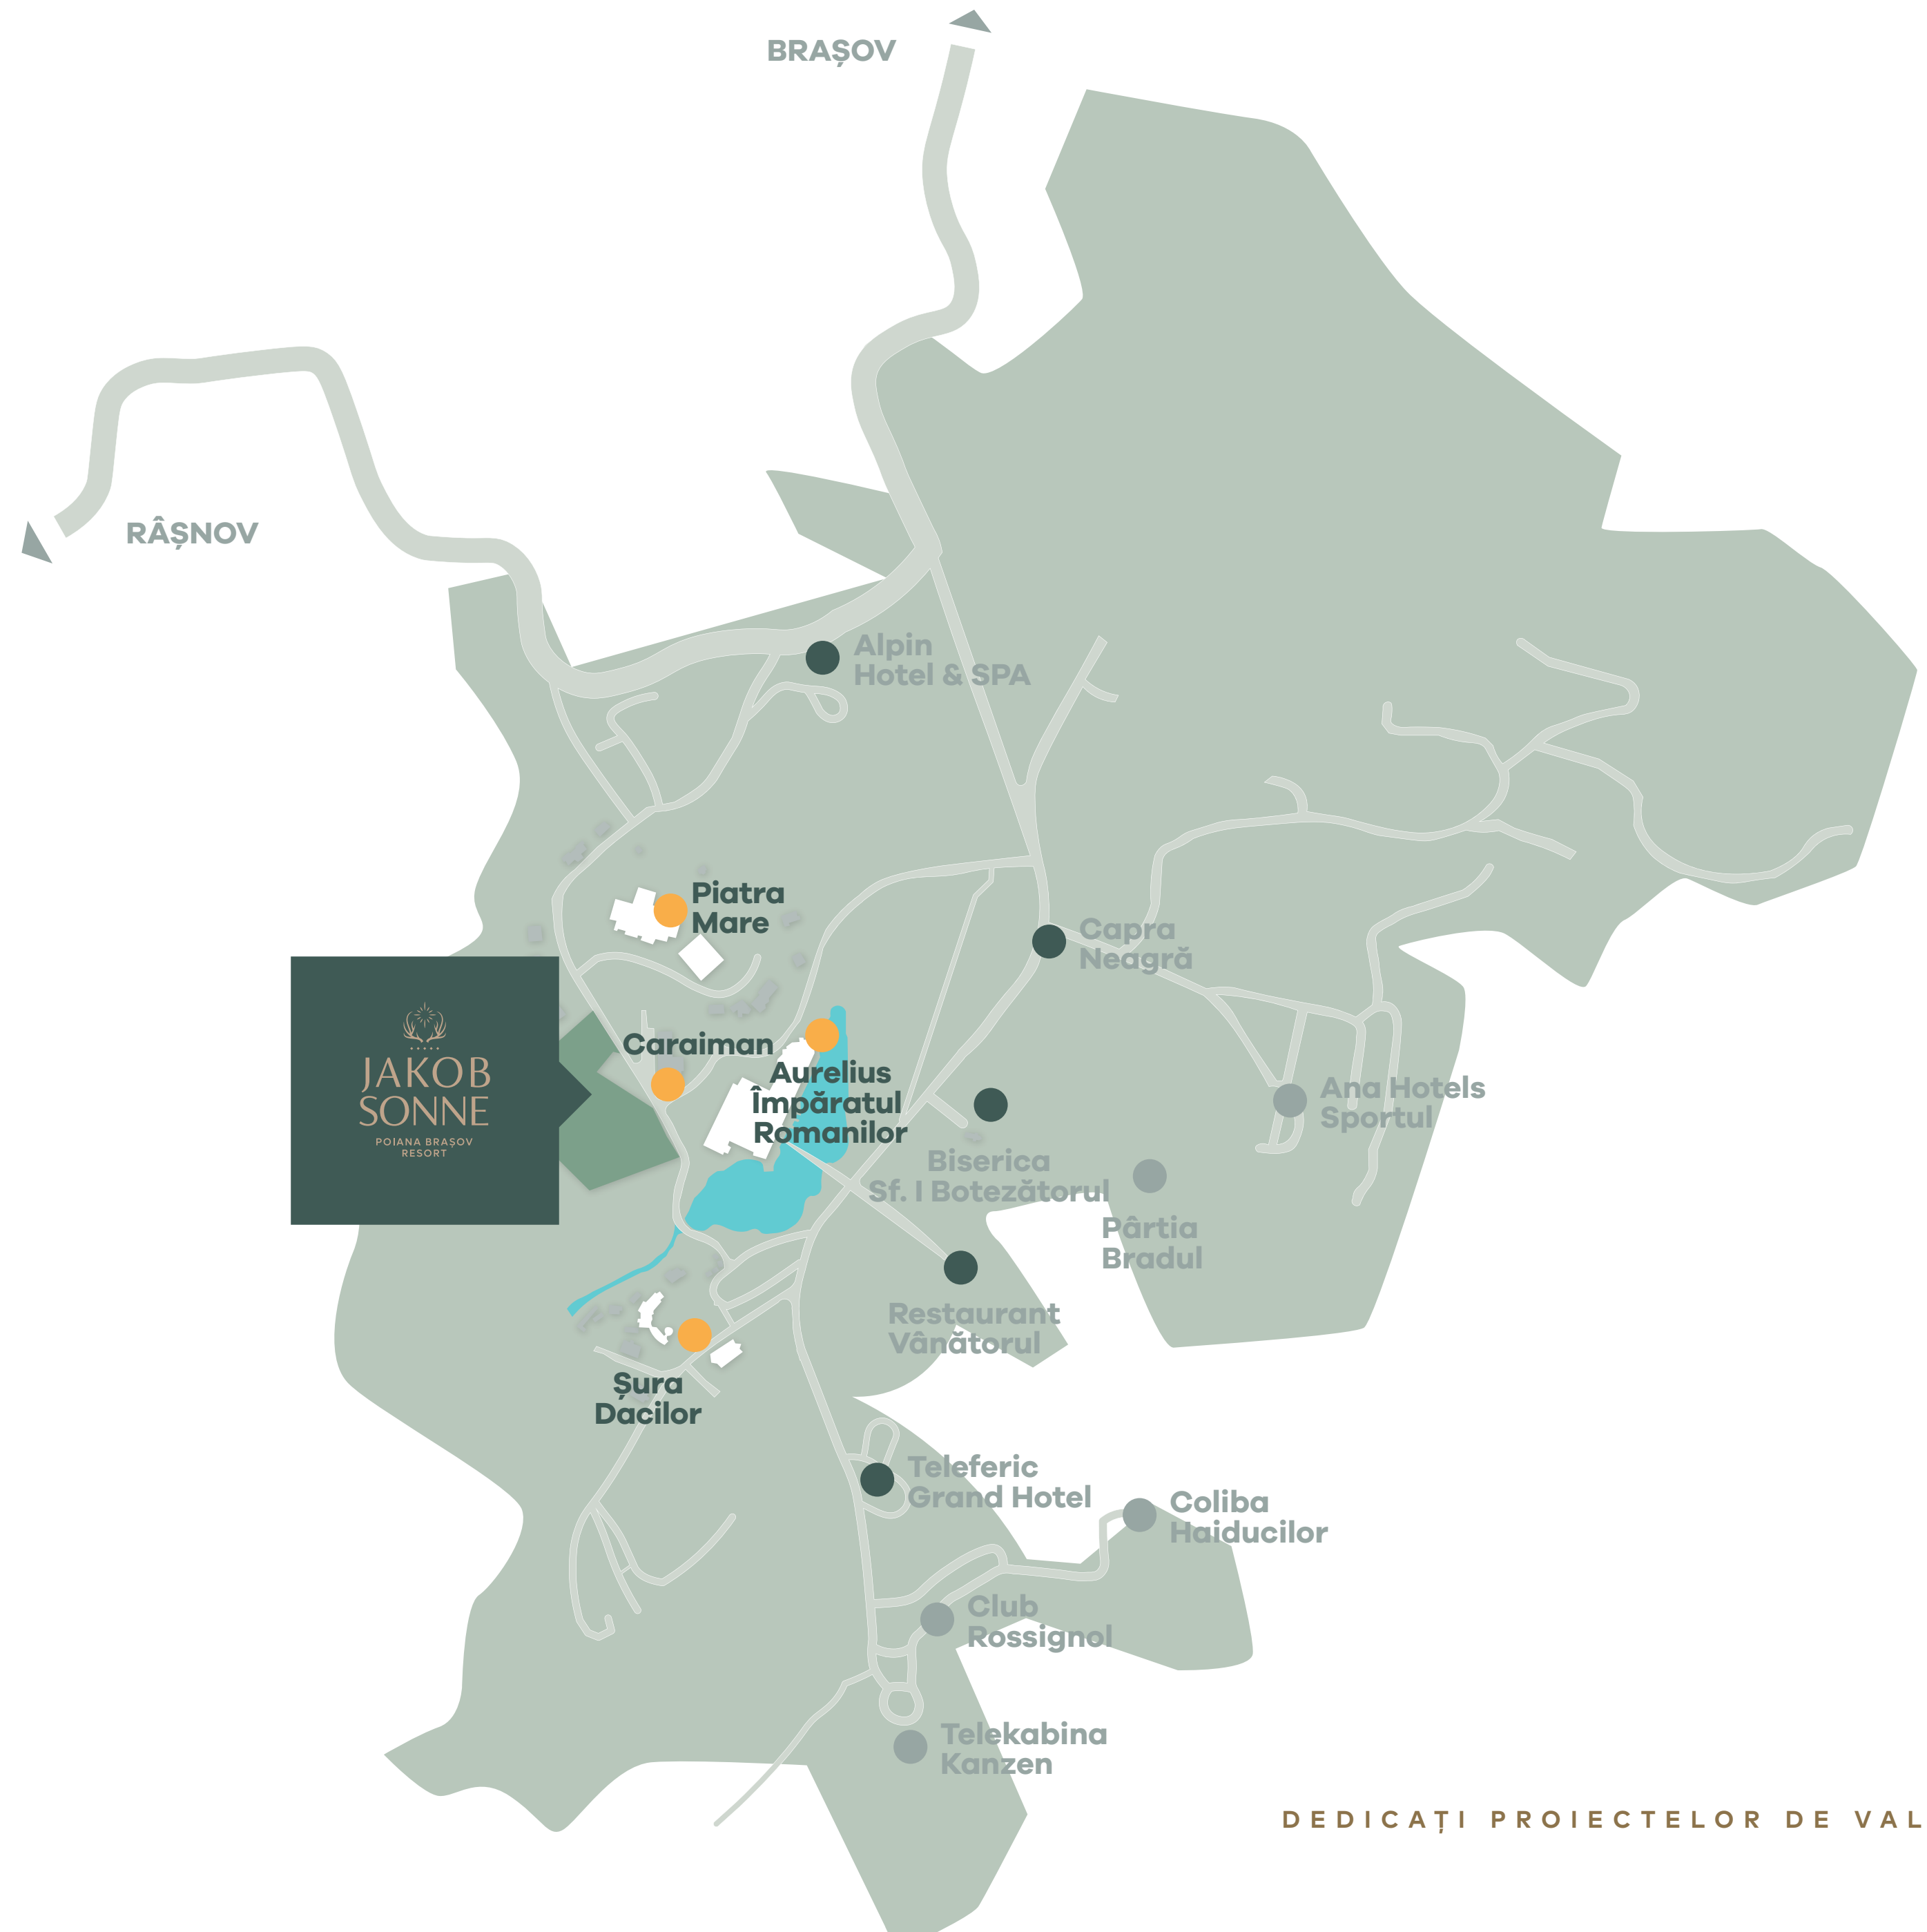 BRAȘOV
RÂȘNOV
Alpin
Hotel & SPA
Piatra
Mare
Capra
Neagră
JAKOB
SONNE
POIANA BRAȘOV
RESORT
Caraiman
Aurelius
Împăratul
Romanilor
Ana Hotels
Sportul
Biserica
Sf. I Botezătorul
Pârtia
Bradul
Restaurant
Vânătorul
Șura
Dacilor
Teleferic
Grand Hotel
Coliba
Haiducilor
Club
Rossignol
Telekabina
Kanzen
DEDICAȚI PROIECTELOR DE VAL